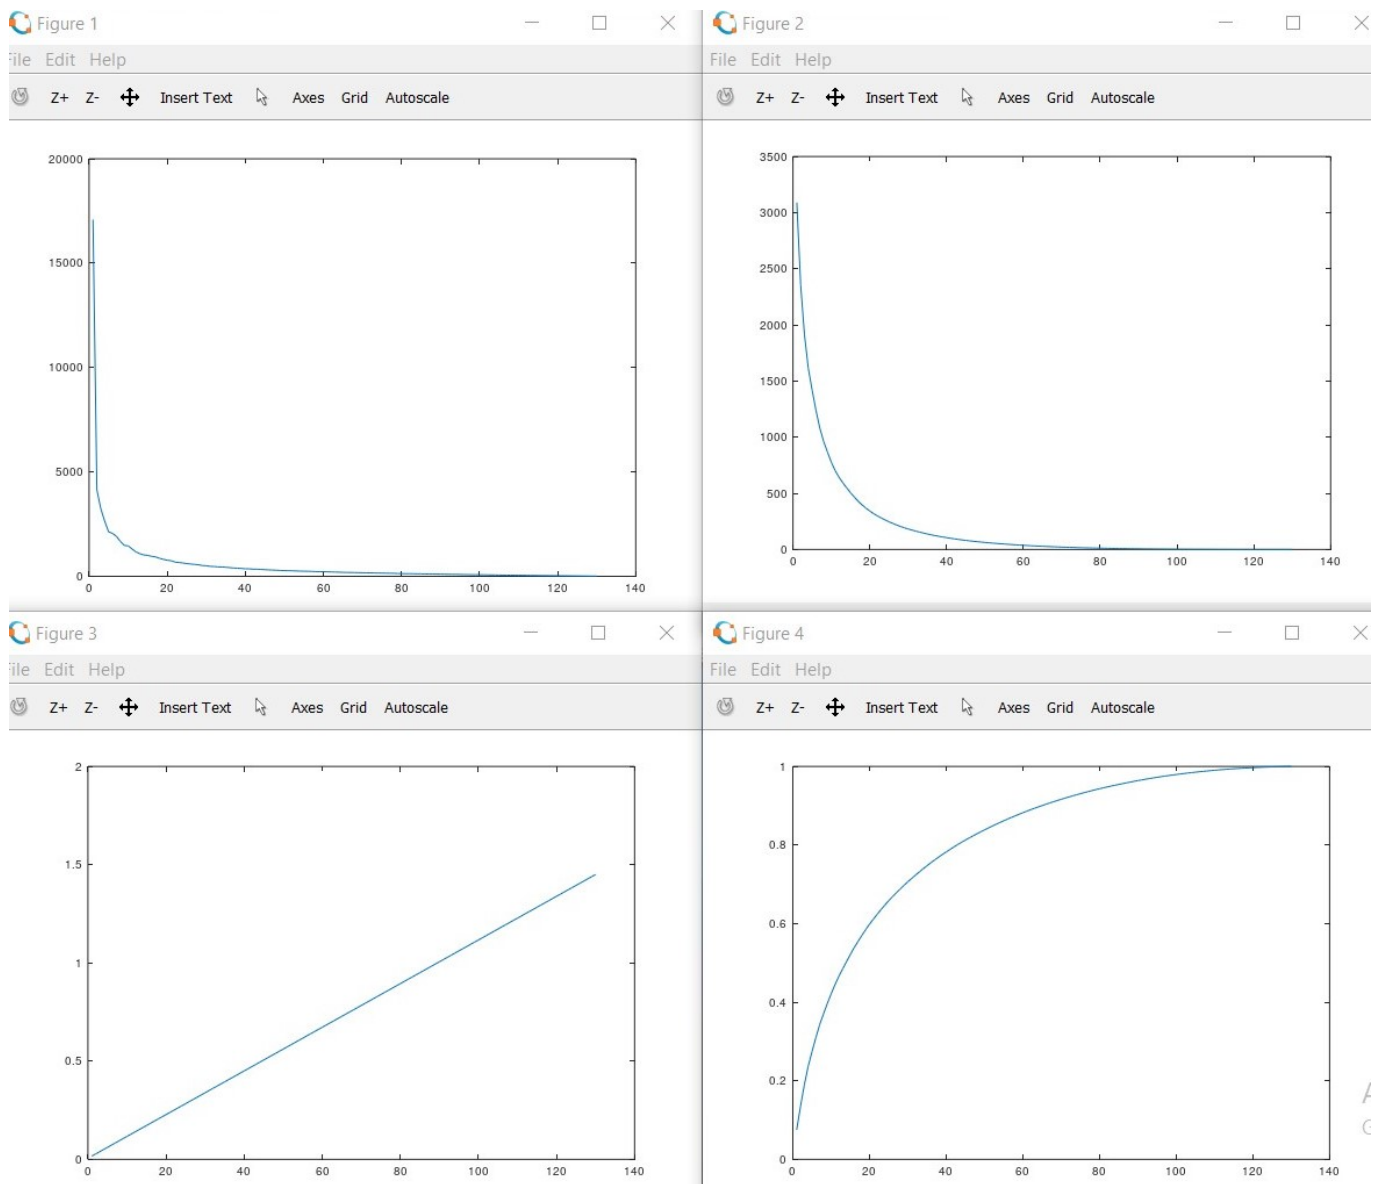 Figure 1
File Edit Help
Z+ Z- Insert Text Axes Grid Autoscale
20000
15000
10000
5000
0
0 20 40 60 80 100 120 140
Figure 2
File Edit Help
Z+ Z- Insert Text Axes Grid Autoscale
3500
3000
2500
2000
1500
1000
500
0
0 20 40 60 80 100 120 140
Figure 3
File Edit Help
Z+ Z- Insert Text Axes Grid Autoscale
2
1.5
1
0.5
0
0 20 40 60 80 100 120 140
Figure 4
File Edit Help
Z+ Z- Insert Text Axes Grid Autoscale
1
0.8
0.6
0.4
0.2
0
0 20 40 60 80 100 120 140